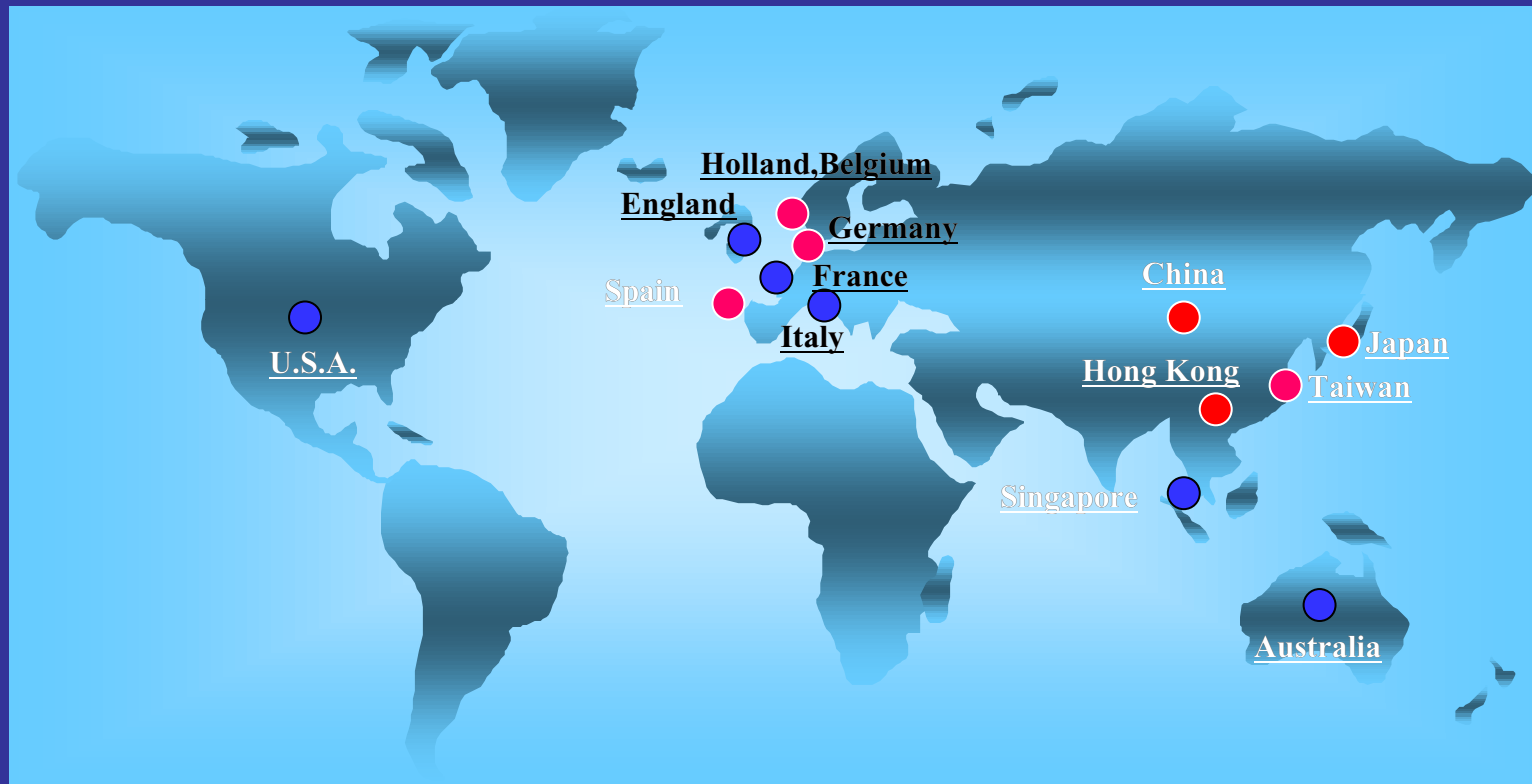 Holland,Belgium
England
Germany
France
Spain
Italy
U.S.A.
China
Japan
Hong Kong
Taiwan
Singapore
Australia